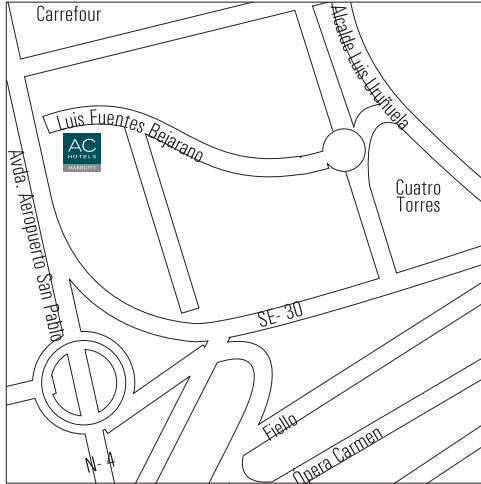 Carrefour
Alcalde Luis Uruñuela
Luis Fuentes Bejarano
AC
HOTELS
MARRIOTT
Avda. Aeropuerto San Pablo
Cuatro
Torres
SE- 30
Fiello
Ópera Carmen
N- 4